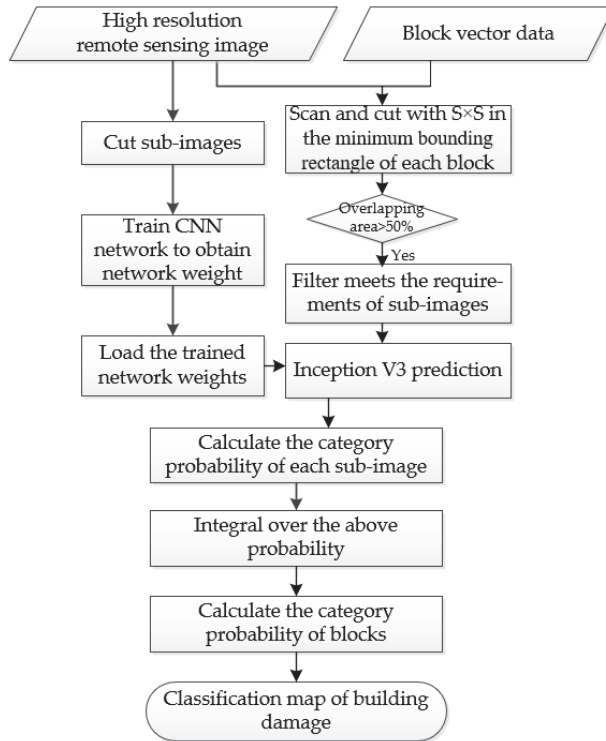 High resolution
remote sensing image
Block vector data
Cut sub-images
Scan and cut with S×S in
the minimum bounding
rectangle of each block
Train CNN
network to obtain
network weight
Overlapping
area>50%
Yes
Filter meets the require-
ments of sub-images
Load the trained
network weights
Inception V3 prediction
Calculate the category
probability of each sub-image
Integral over the above
probability
Calculate the category
probability of blocks
Classification map of building
damage